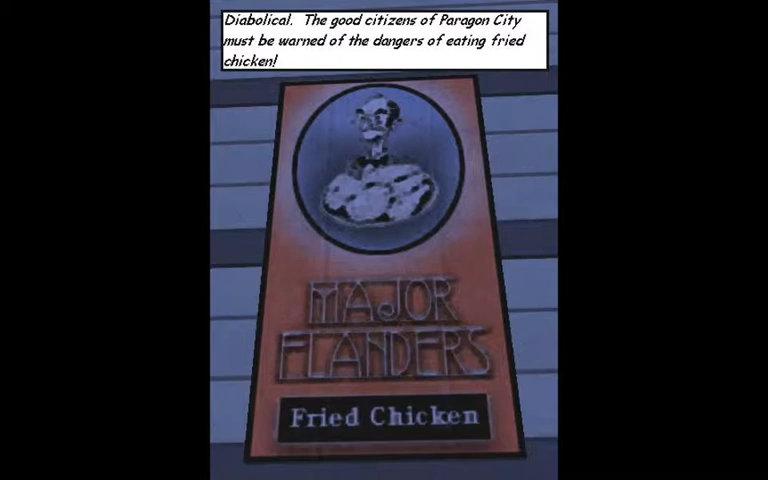 Diabolical.  The good citizens of Paragon City
must be warned of the dangers of eating fried
chicken!
MAJOR
FLANDERS
Fried Chicken